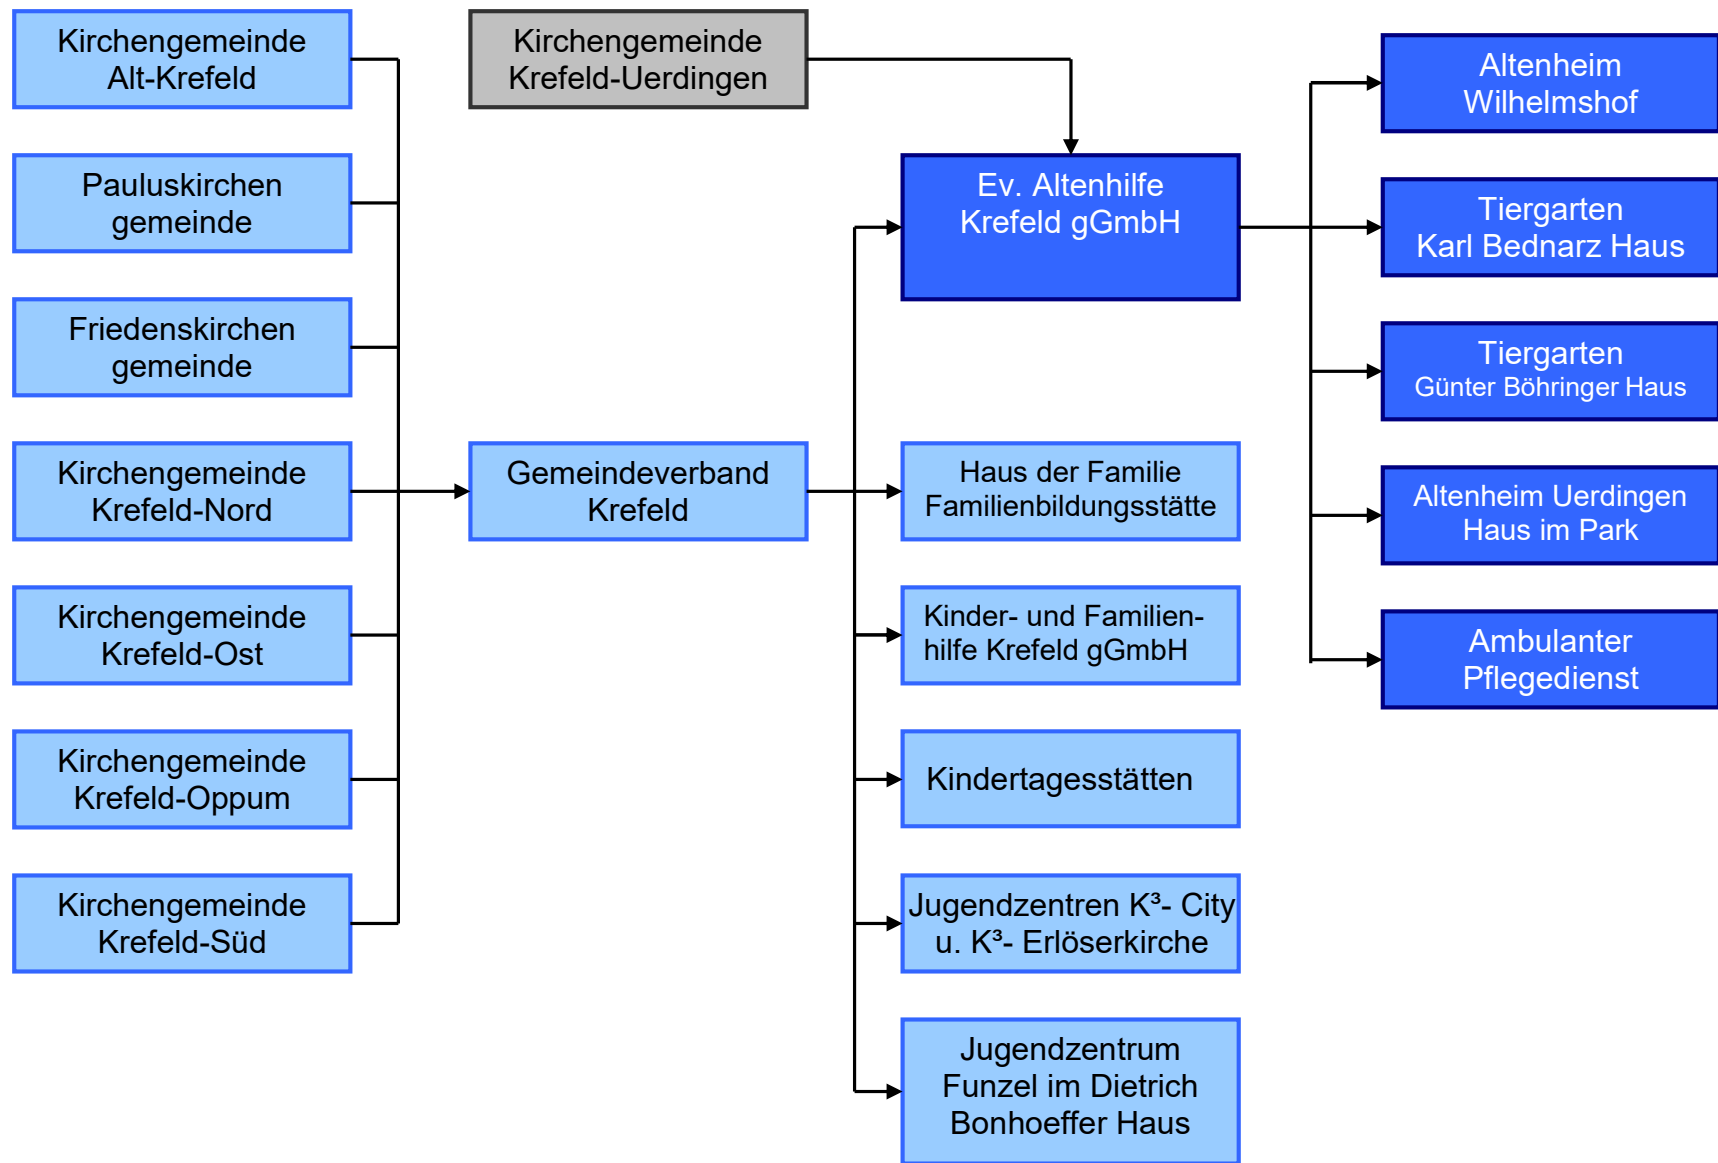 Kirchengemeinde
Alt-Krefeld
Pauluskirchen
gemeinde
Friedenskirchen
gemeinde
Kirchengemeinde
Krefeld-Nord
Kirchengemeinde
Krefeld-Ost
Kirchengemeinde
Krefeld-Oppum
Kirchengemeinde
Krefeld-Süd
Kirchengemeinde
Krefeld-Uerdingen
Gemeindeverband
Krefeld
Ev. Altenhilfe
Krefeld gGmbH
Haus der Familie
Familienbildungsstätte
Kinder- und Familien-
hilfe Krefeld gGmbH
Kindertagesstätten
Jugendzentren K³- City
u. K³- Erlöserkirche
Jugendzentrum
Funzel im Dietrich
Bonhoeffer Haus
Altenheim
Wilhelmshof
Tiergarten
Karl Bednarz Haus
Tiergarten
Günter Böhringer Haus
Altenheim Uerdingen
Haus im Park
Ambulanter
Pflegedienst